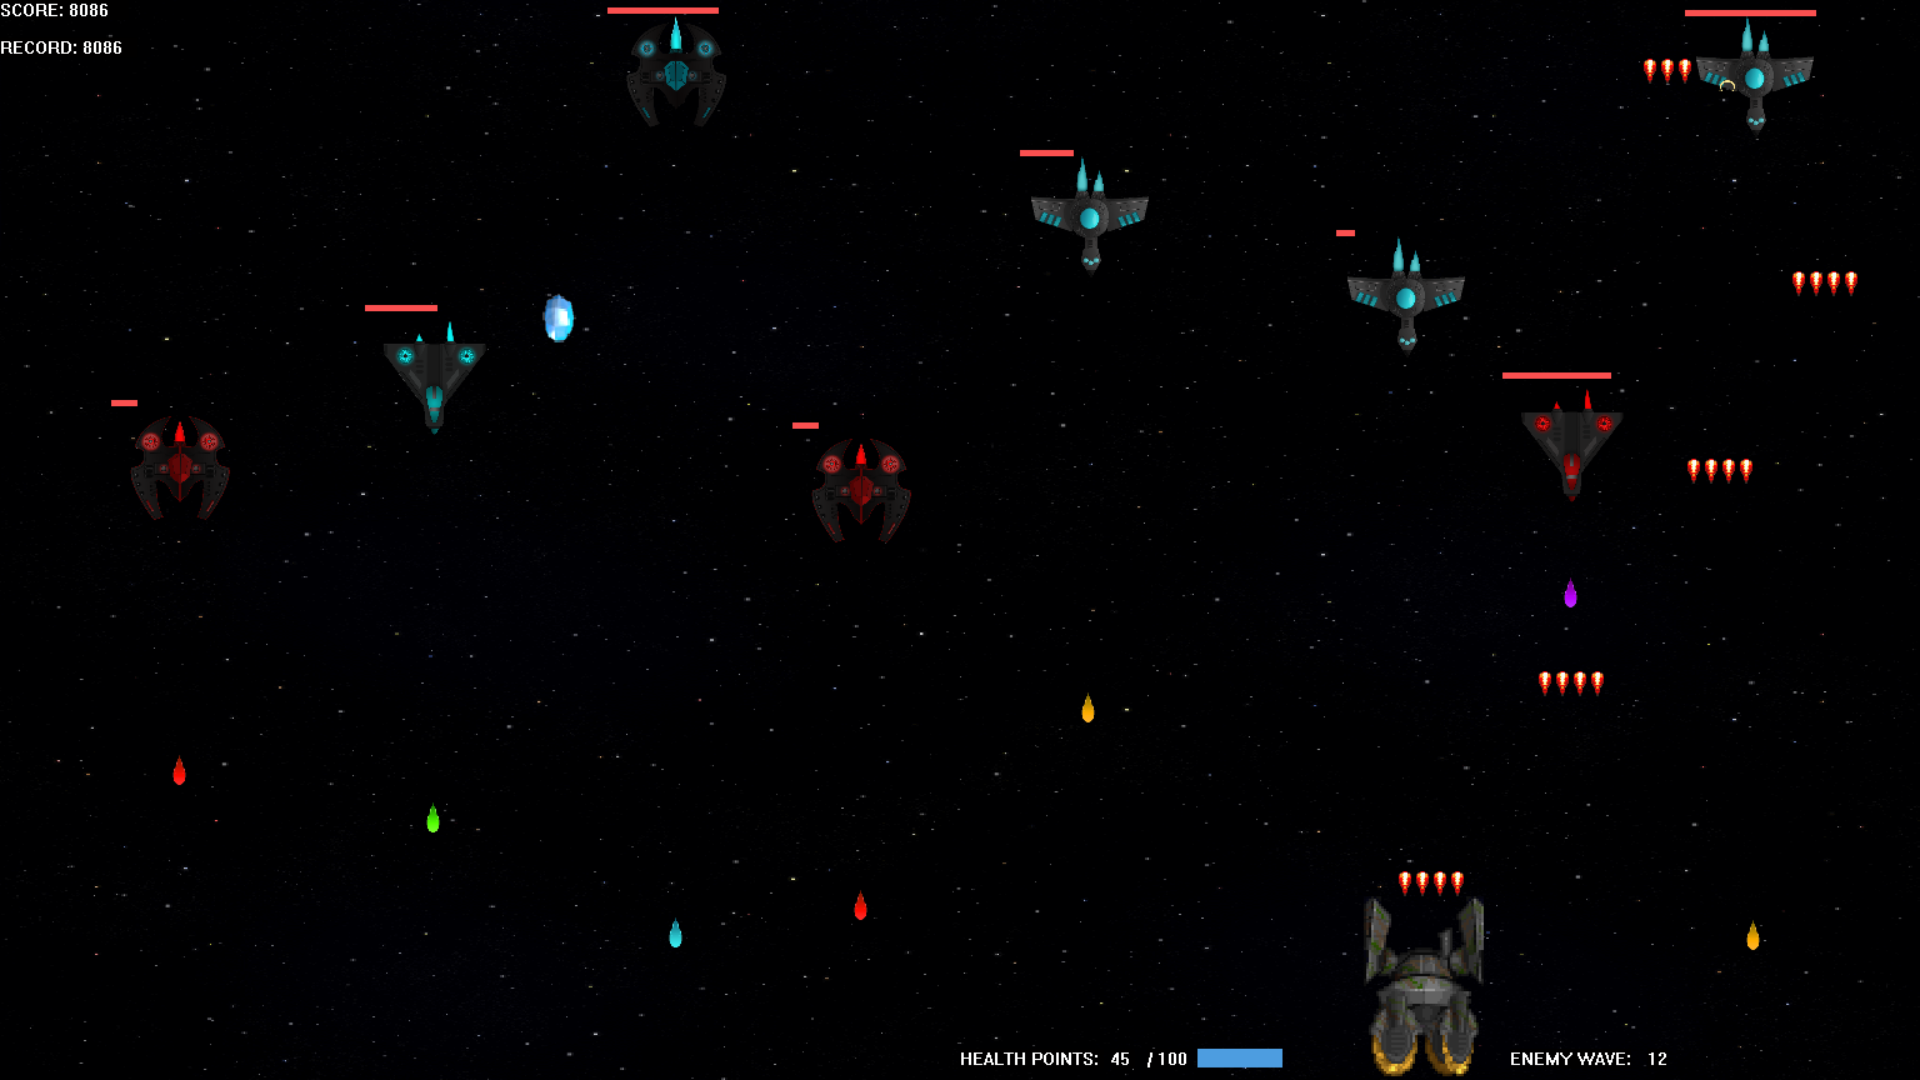 SCORE: 8086
RECORD: 8086
HEALTH POINTS: 45 / 100
ENEMY WAVE: 12